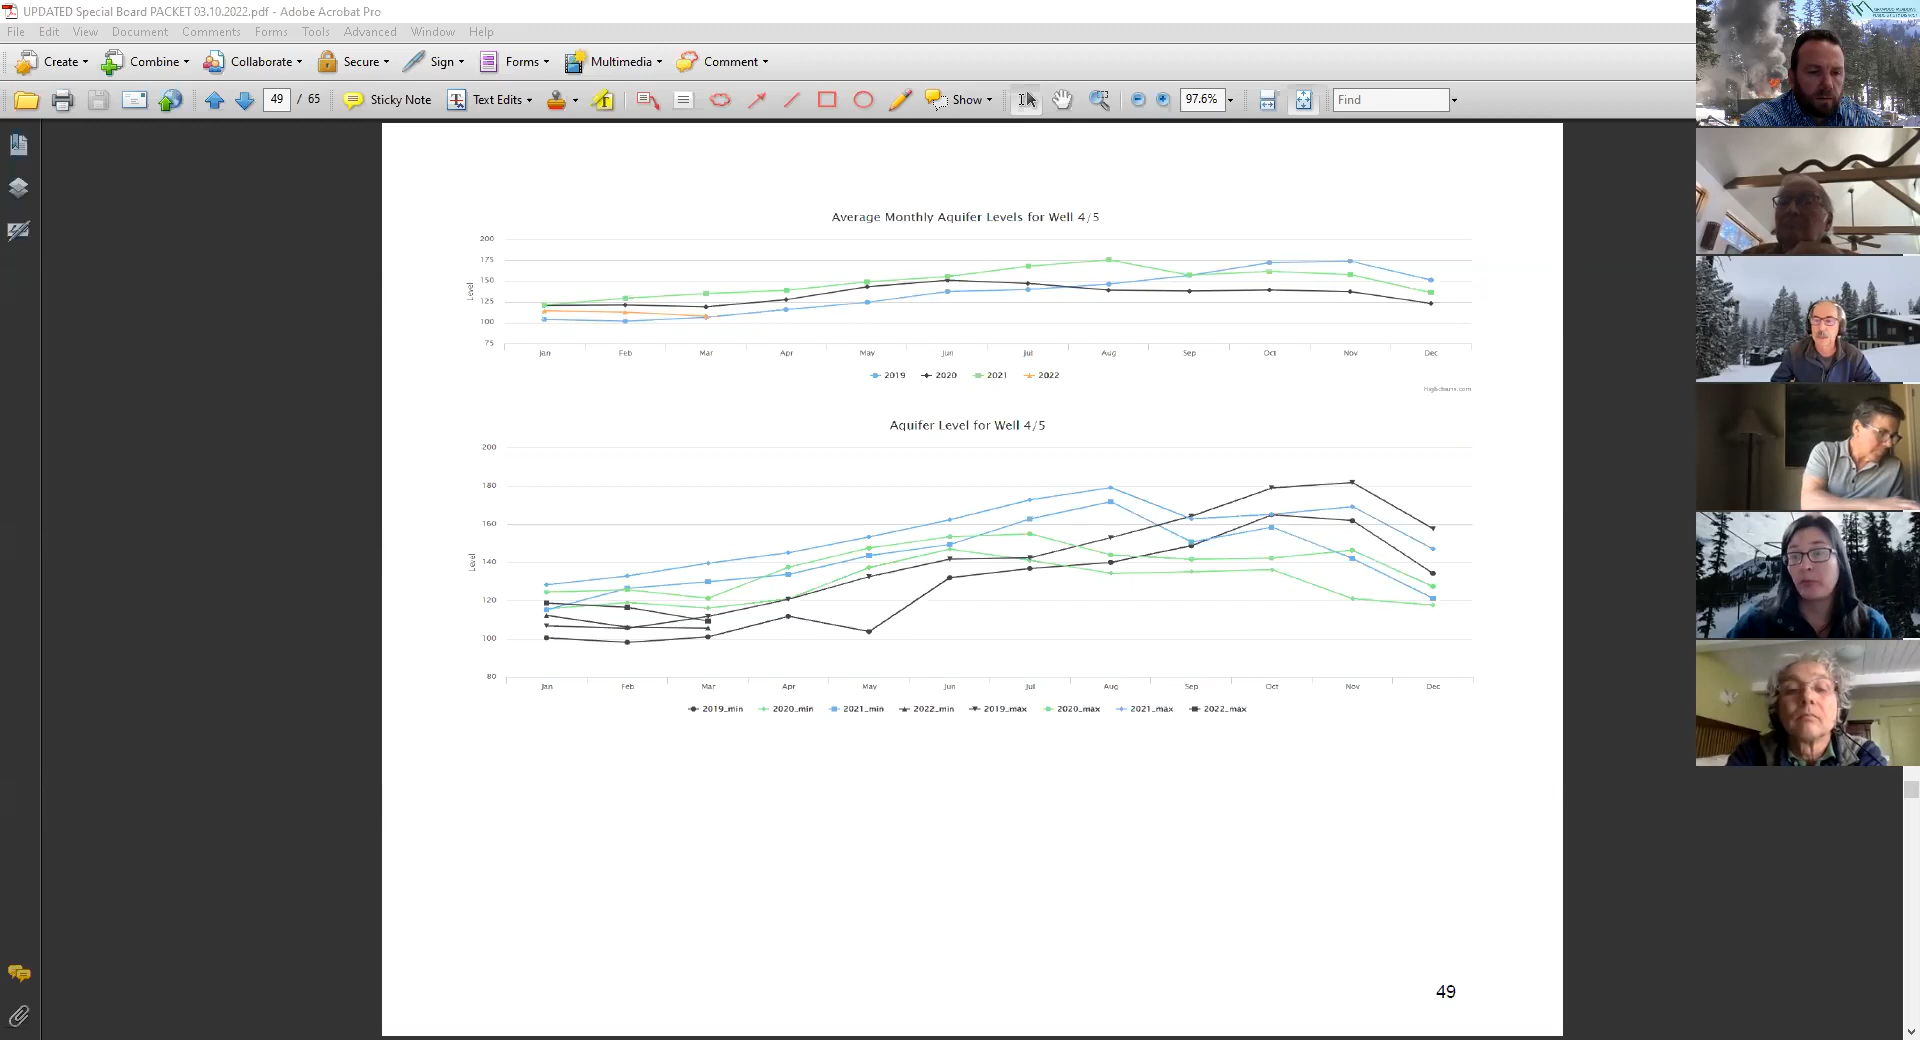 UPDATED Special Board PACKET 03.10.2022.pdf - Adobe Acrobat Pro
File Edit View Document Comments Forms Tools Advanced Window Help
Create Combine Collaborate Secure Sign Forms Multimedia Comment
49 / 65 Sticky Note Text Edits Show 97.6% Find
Average Monthly Aquifer Levels for Well 4/5
200
175
150
125
100
75
Level
Jan Feb Mar Apr May Jun Jul Aug Sep Oct Nov Dec
2019 2020 2021 2022
Highcharts.com
Aquifer Level for Well 4/5
200
180
160
140
120
100
80
Level
Jan Feb Mar Apr May Jun Jul Aug Sep Oct Nov Dec
2019_min 2020_min 2021_min 2022_min 2019_max 2020_max 2021_max 2022_max
49